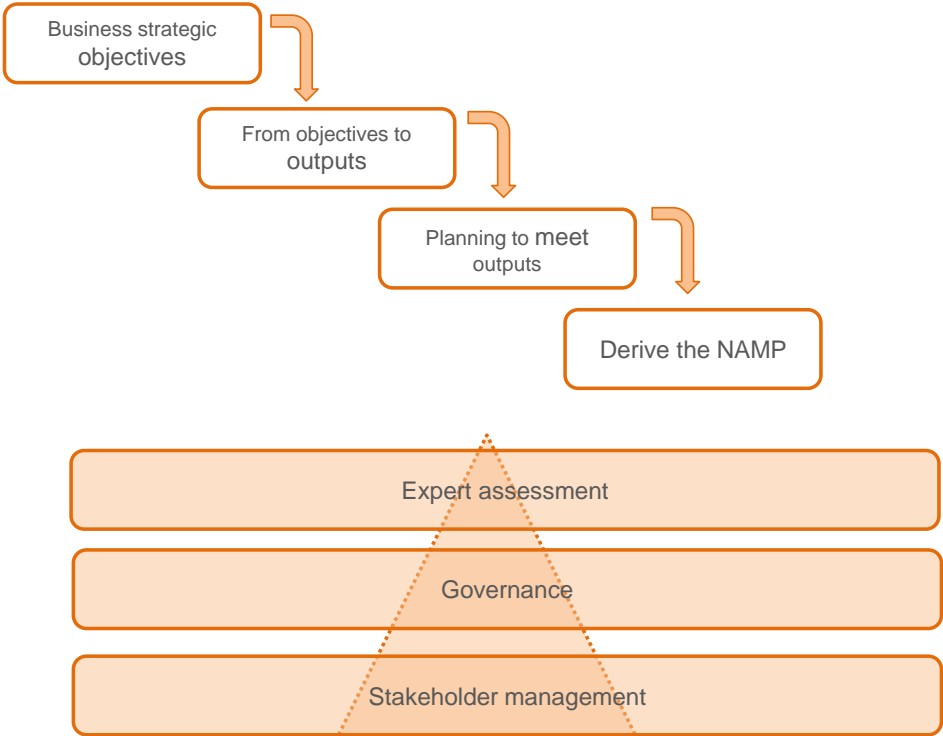 Business strategic
objectives
From objectives to
outputs
Planning to meet
outputs
Derive the NAMP
Expert assessment
Governance
Stakeholder management